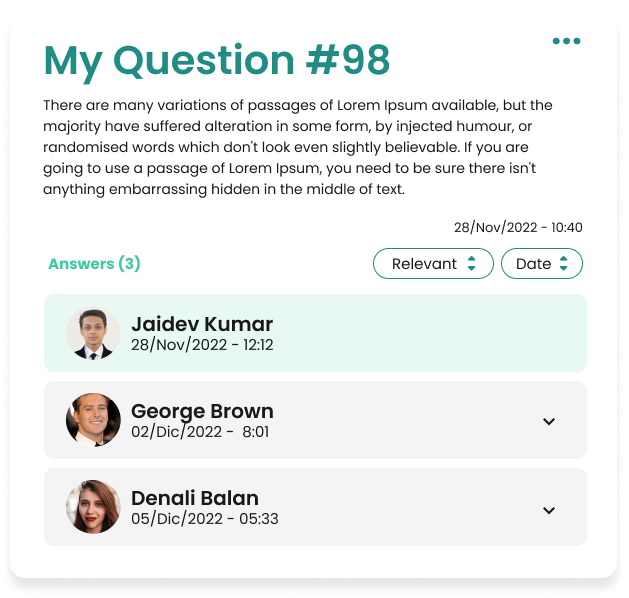 My Question #98
There are many variations of passages of Lorem Ipsum available, but the
majority have suffered alteration in some form, by injected humour, or
randomised words which don't look even slightly believable. If you are
going to use a passage of Lorem Ipsum, you need to be sure there isn't
anything embarrassing hidden in the middle of text.
28/Nov/2022 - 10:40
Answers (3)
Relevant
Date
Jaidev Kumar
28/Nov/2022 - 12:12
George Brown
02/Dic/2022 - 8:01
Denali Balan
05/Dic/2022 - 05:33